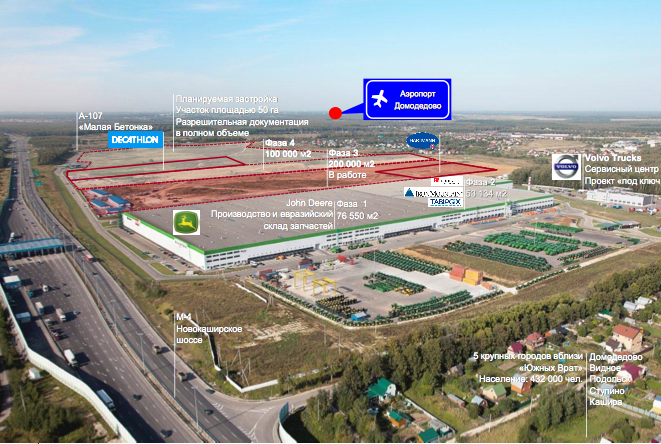 Аэропорт
Домодедово
Планируемая застройка
Участок площадью 50 га
Разрешительная документация
в полном объеме
А-107
«Малая Бетонка»
DECATHLON
Фаза 4
100 000 м2
Фаза 3
200 000 м2
В работе
Volvo Trucks
Сервисный центр
Проект «под ключ
VOLVO
Фаза 2
53 134 м2
TABLOGIX
John Deere
Производство и евразийский
склад запчастей
Фаза 1
76 550 м2
М-4
Новокаширское
шоссе
5 крупных городов вблизи
«Южных Врат»
Население: 432 000 чел
Домодедово
Видное
Подольск
Ступино
Кашира